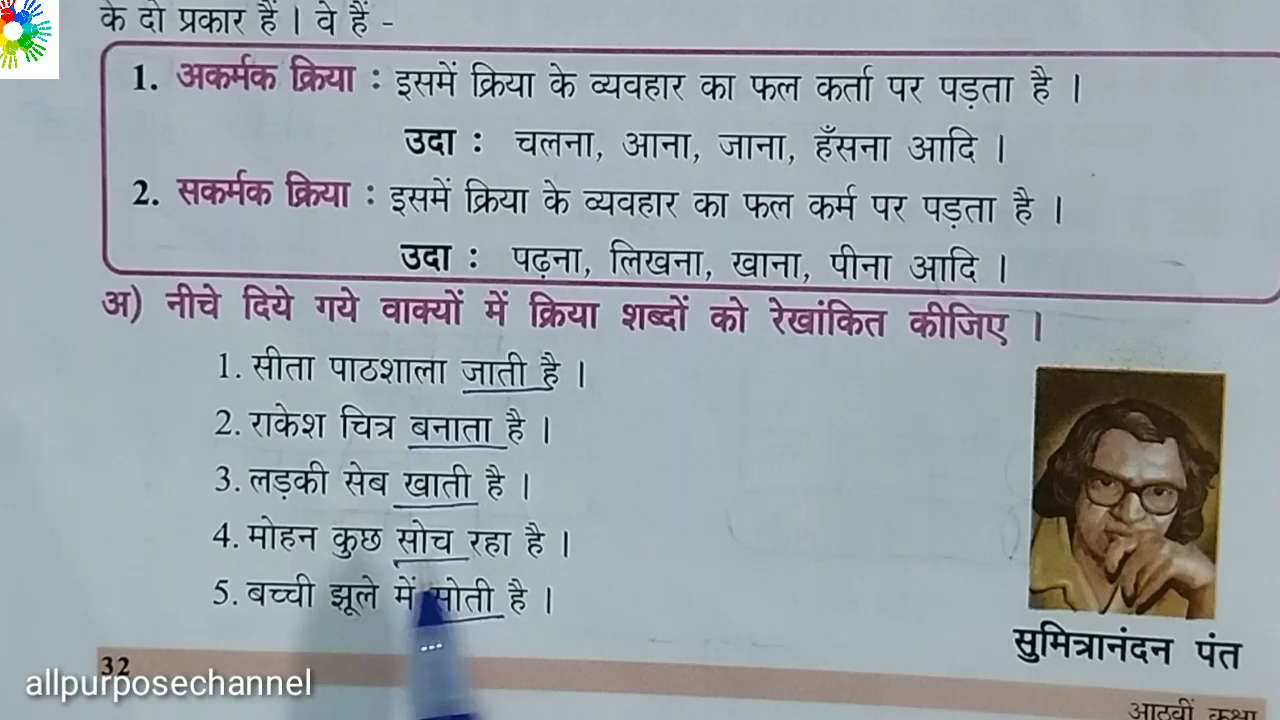 के दो प्रकार हैं । वे हैं -
1. अकर्मक क्रिया : इसमें क्रिया के व्यवहार का फल कर्ता पर पड़ता है ।
उदा : चलना, आना, जाना, हँसना आदि ।
2. सकर्मक क्रिया : इसमें क्रिया के व्यवहार का फल कर्म पर पड़ता है ।
उदा : पढ़ना, लिखना, खाना, पीना आदि ।
अ) नीचे दिये गये वाक्यों में क्रिया शब्दों को रेखांकित कीजिए ।
1. सीता पाठशाला जाती है ।
2. राकेश चित्र बनाता है ।
3. लड़की सेब खाती है ।
4. मोहन कुछ सोच रहा है ।
5. बच्ची झूले में सोती है ।
सुमित्रानंदन पंत
32
allpurposechannel
आठवीं कक्षा